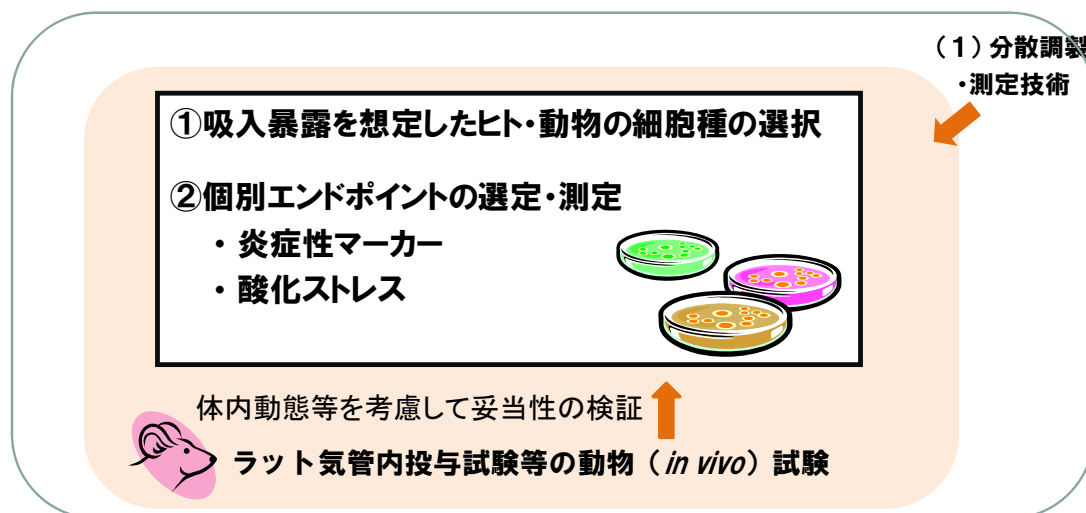 （1）分散調製
・測定技術
①吸入暴露を想定したヒト・動物の細胞種の選択
②個別エンドポイントの選定・測定
・ 炎症性マーカー
・ 酸化ストレス
体内動態等を考慮して妥当性の検証
ラット気管内投与試験等の動物（in vivo）試験